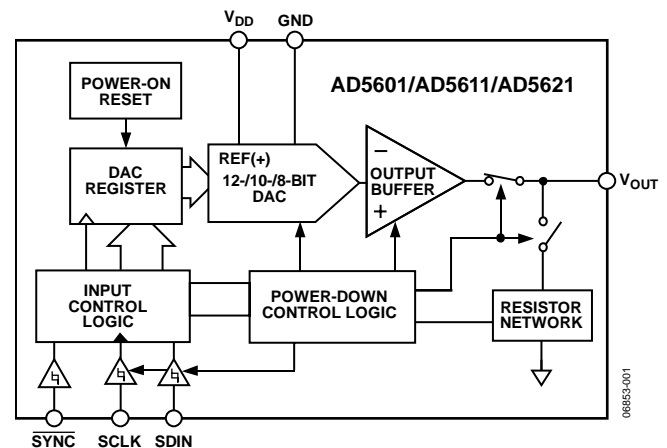 VDD GND
POWER-ON
RESET
AD5601/AD5611/AD5621
DAC
REGISTER
REF(+)
12-/10-/8-BIT
DAC
–
OUTPUT
BUFFER
+
VOUT
INPUT
CONTROL
LOGIC
POWER-DOWN
CONTROL LOGIC
RESISTOR
NETWORK
SYNC SCLK SDIN
06853-001